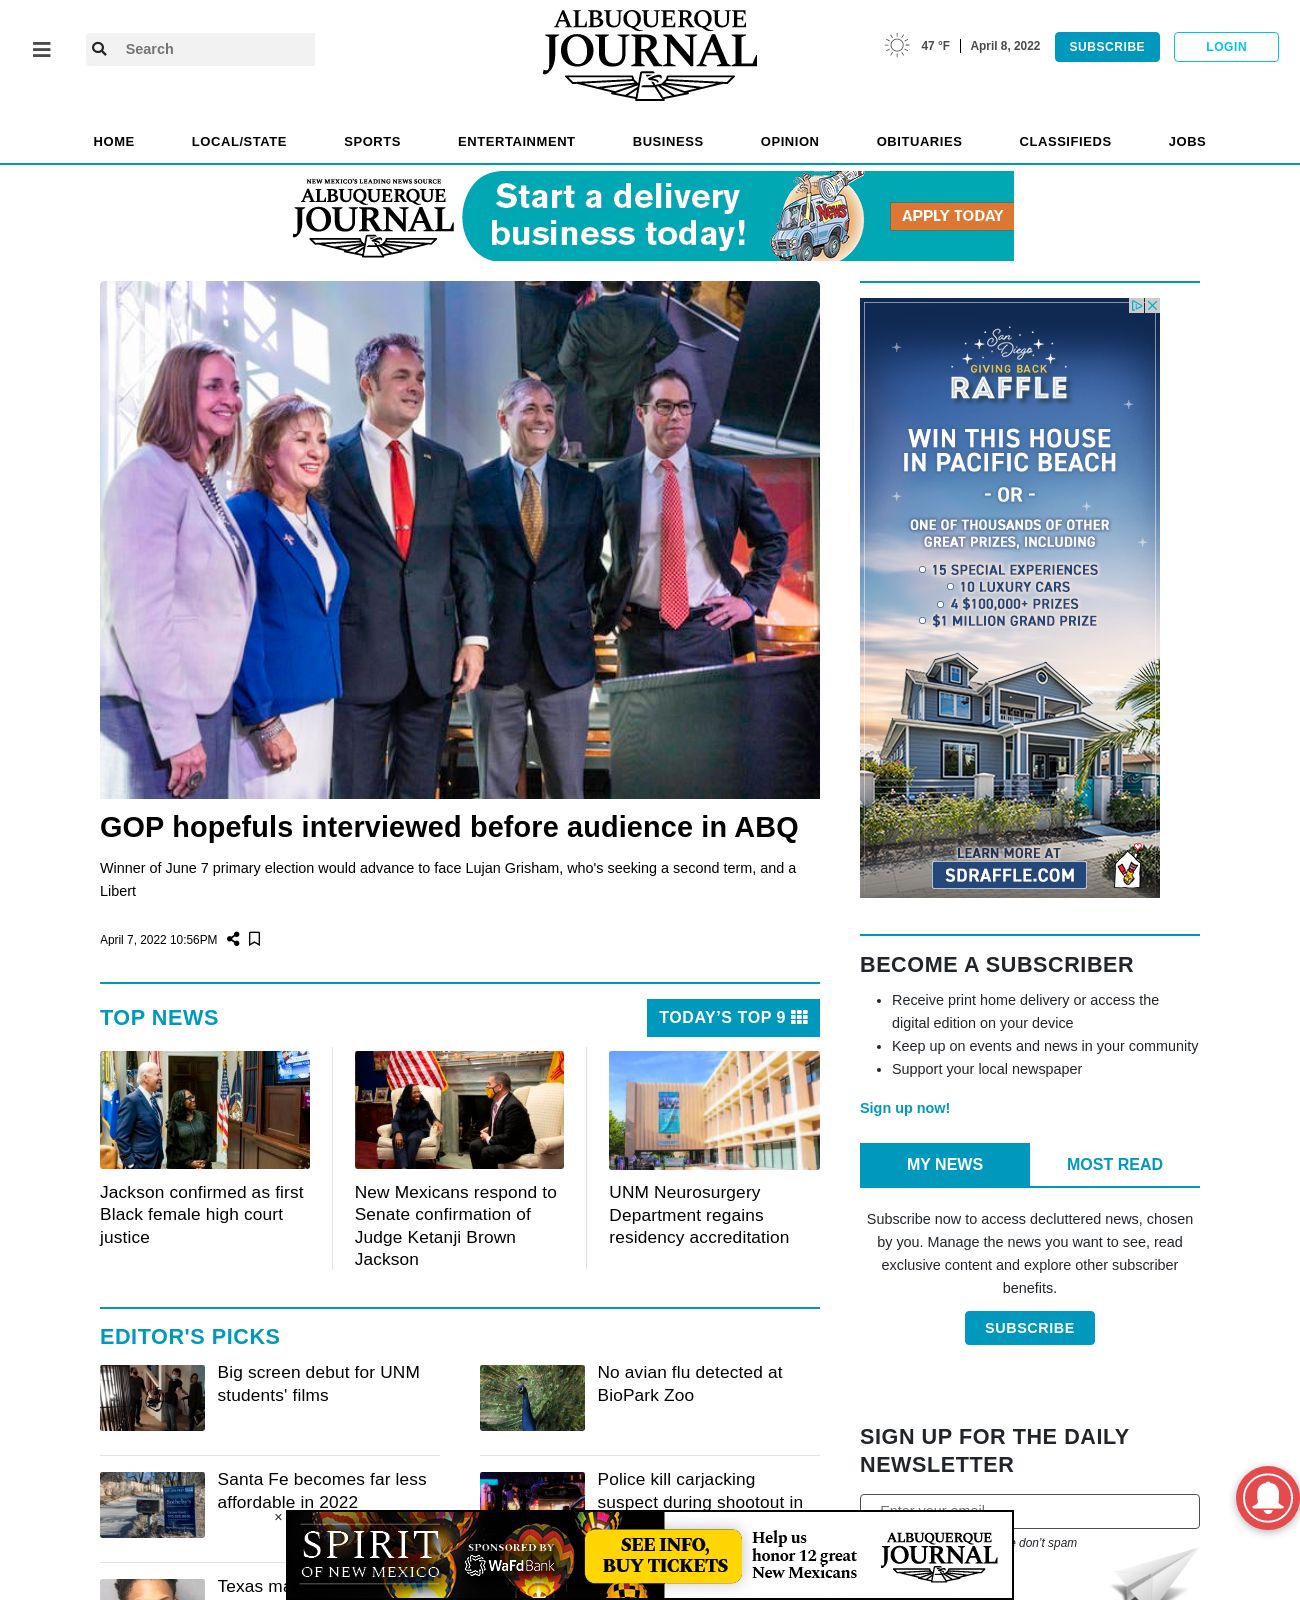 Search
ALBUQUERQUE
JOURNAL
47 °F
April 8, 2022
SUBSCRIBE
LOGIN
HOME
LOCAL/STATE
SPORTS
ENTERTAINMENT
BUSINESS
OPINION
OBITUARIES
CLASSIFIEDS
JOBS
NEW MEXICO'S LEADING NEWS SOURCE
ALBUQUERQUE
JOURNAL
Start a delivery
business today!
NEWS
APPLY TODAY
GOP hopefuls interviewed before audience in ABQ
Winner of June 7 primary election would advance to face Lujan Grisham, who's seeking a second term, and a
Libert
April 7, 2022 10:56PM
San
Diego
GIVING BACK
RAFFLE
WIN THIS HOUSE
IN PACIFIC BEACH
- OR -
ONE OF THOUSANDS OF OTHER
GREAT PRIZES, INCLUDING
15 SPECIAL EXPERIENCES
10 LUXURY CARS
4 $100,000+ PRIZES
$1 MILLION GRAND PRIZE
LEARN MORE AT
SDRAFFLE.COM
TOP NEWS
TODAY’S TOP 9
Jackson confirmed as first
Black female high court
justice
New Mexicans respond to
Senate confirmation of
Judge Ketanji Brown
Jackson
UNM Neurosurgery
Department regains
residency accreditation
EDITOR'S PICKS
Big screen debut for UNM
students' films
No avian flu detected at
BioPark Zoo
Santa Fe becomes far less
affordable in 2022
Sotheby's
Police kill carjacking
suspect during shootout in
Texas ma
BECOME A SUBSCRIBER
• Receive print home delivery or access the
digital edition on your device
• Keep up on events and news in your community
• Support your local newspaper
Sign up now!
MY NEWS
MOST READ
Subscribe now to access decluttered news, chosen
by you. Manage the news you want to see, read
exclusive content and explore other subscriber
benefits.
SUBSCRIBE
SIGN UP FOR THE DAILY
NEWSLETTER
Enter your email
don't spam
×
SPIRIT
OF NEW MEXICO
SPONSORED BY
WaFd Bank
SEE INFO,
BUY TICKETS
Help us
honor 12 great
New Mexicans
ALBUQUERQUE
JOURNAL